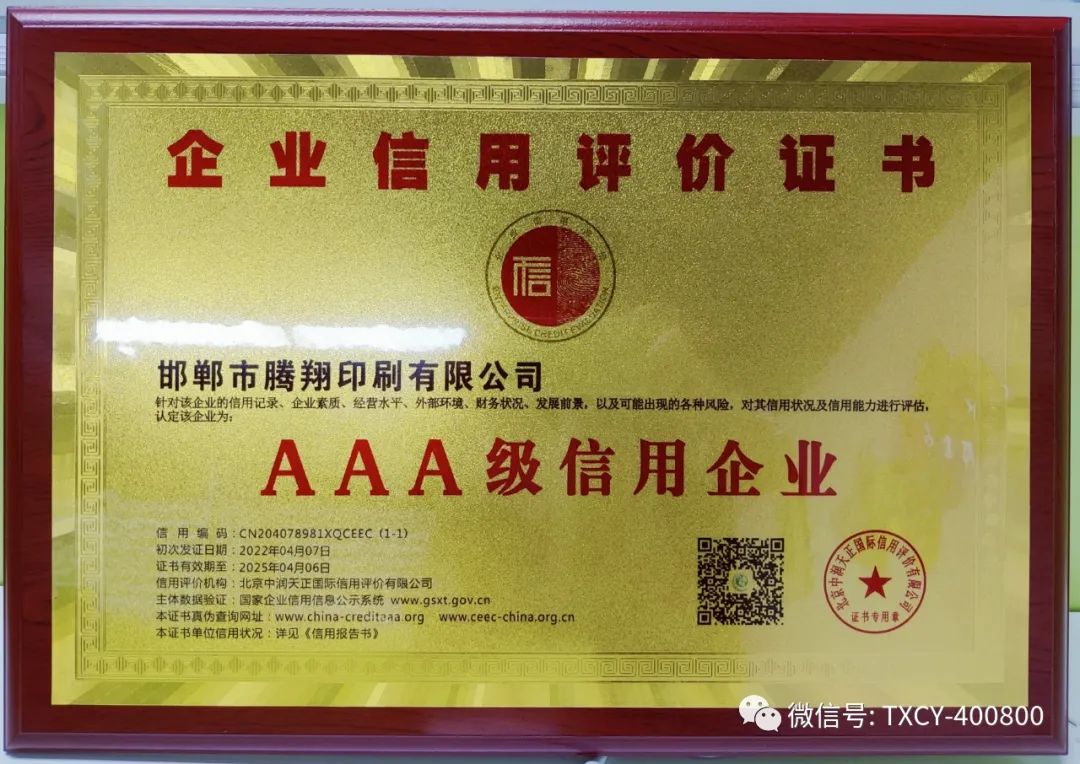 企业信用评价证书
信
ENTERPRISE CREDIT EVALUATION
邯郸市腾翔印刷有限公司
针对该企业的信用记录、企业素质、经营水平、外部环境、财务状况、发展前景，以及可能出现的各种风险，对其信用状况及信用能力进行评估，
认定该企业为：
AAA级信用企业
信用编码：CN204078981XQCEEC（1-1）
初次发证日期：2022年04月07日
证书有效期至：2025年04月06日
信用评价机构：北京中润天正国际信用评价有限公司
主体数据验证：国家企业信用信息公示系统 www.gsxt.gov.cn
本证书真伪查询网址：www.china-creditaaa.org www.ceec-china.org.cn
本证书单位信用状况：详见《信用报告书》
北京中润天正国际信用评价有限公司
证书专用章
微信号: TXCY-400800